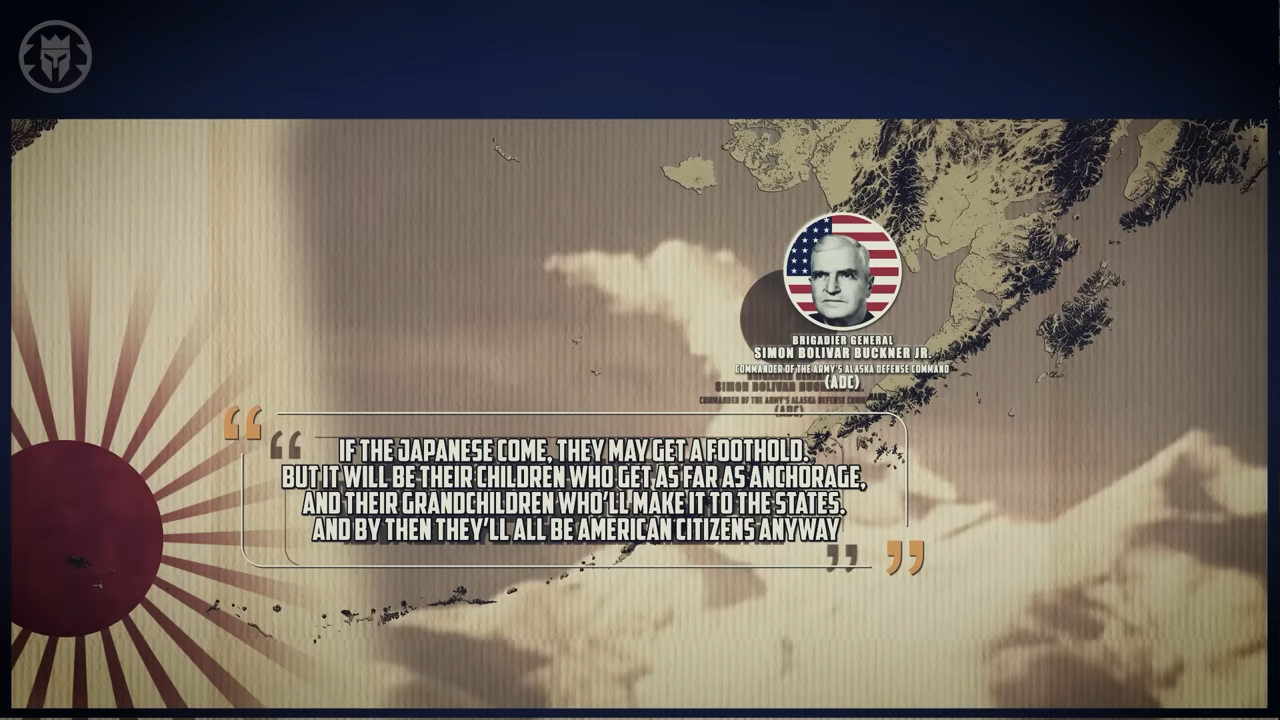 BRIGADIER GENERAL
SIMON BOLIVAR BUCKNER JR.
COMMANDER OF THE ARMY'S ALASKA DEFENSE COMMAND
(ADC)
“IF THE JAPANESE COME, THEY MAY GET A FOOTHOLD.
BUT IT WILL BE THEIR CHILDREN WHO GET AS FAR AS ANCHORAGE,
AND THEIR GRANDCHILDREN WHO'LL MAKE IT TO THE STATES.
AND BY THEN THEY'LL ALL BE AMERICAN CITIZENS ANYWAY”